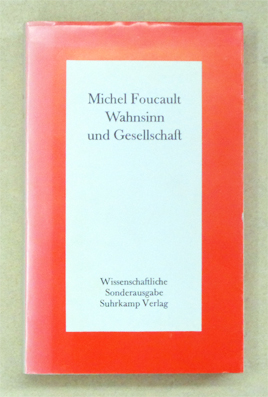 Michel Foucault
Wahnsinn
und Gesellschaft
Wissenschaftliche
Sonderausgabe
Suhrkamp Verlag